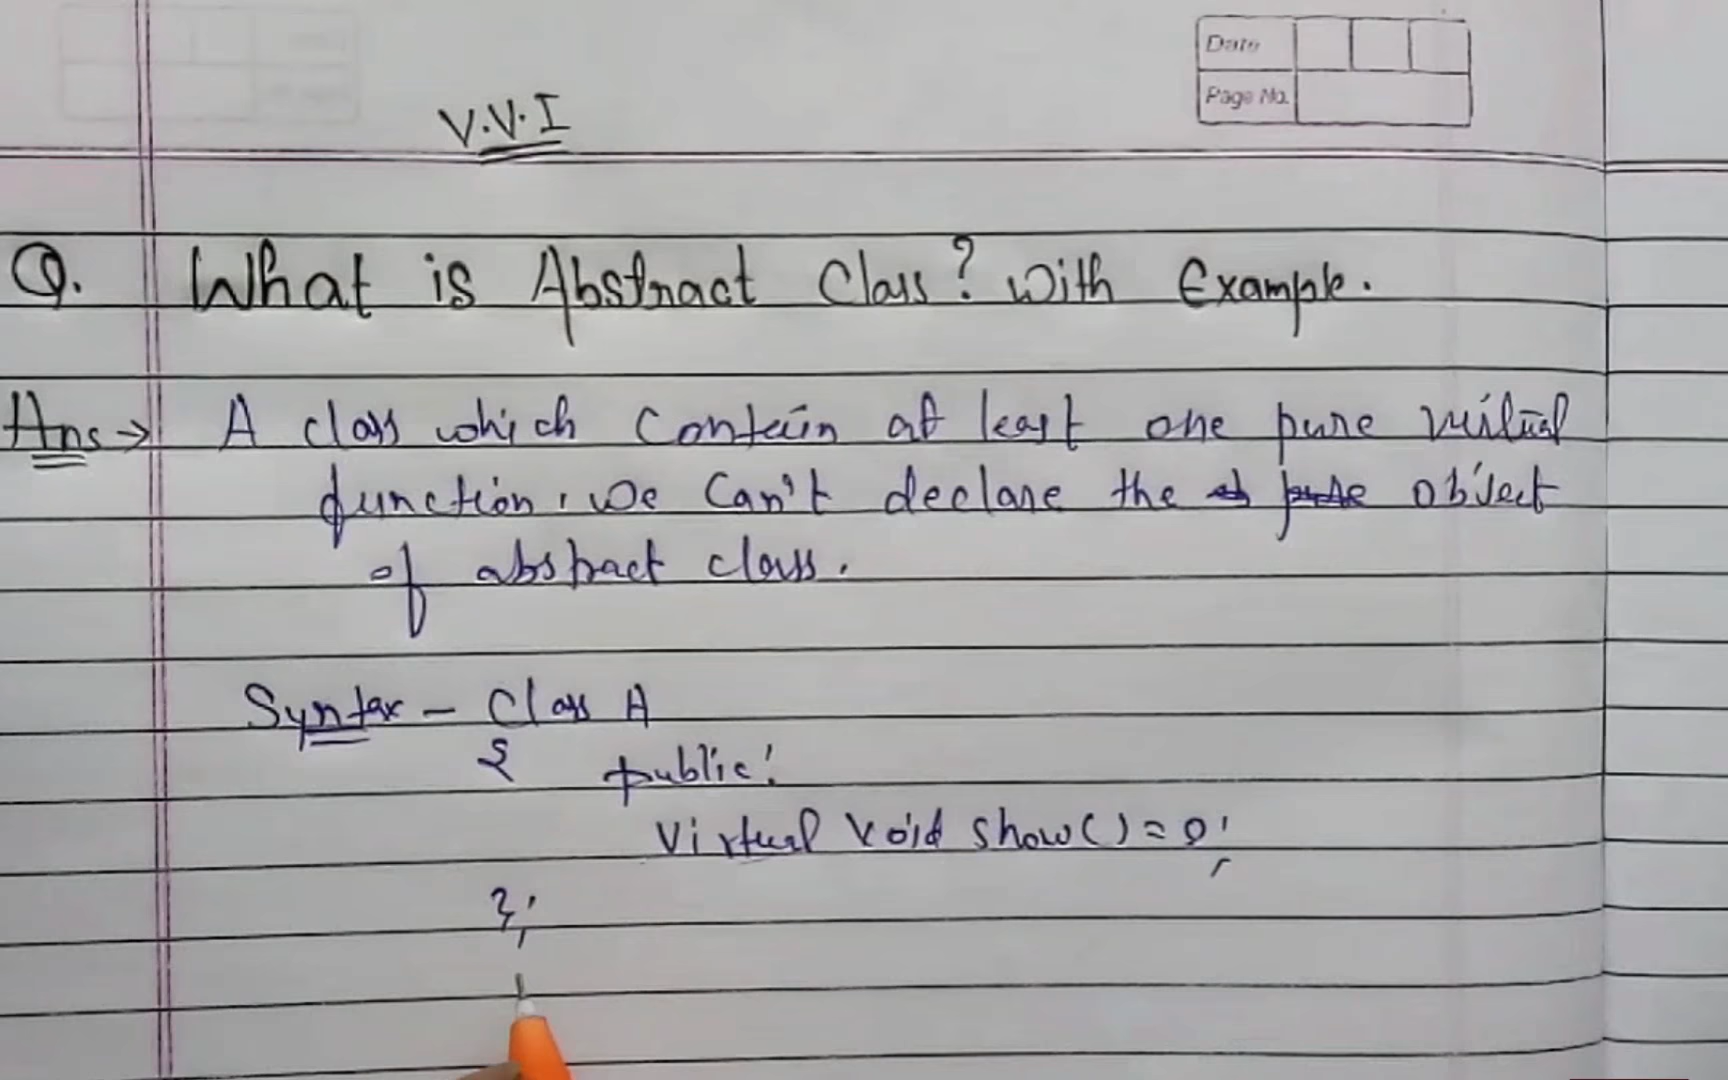 Date
Page No.
V.V.I
Q. What is Abstract Class? with Example.
Ans→ A class which contain at least one pure virtual
function, we can't declare the object
of abstract class.
Syntax - Class A
{ public:
Virtual void show() = 0;
};